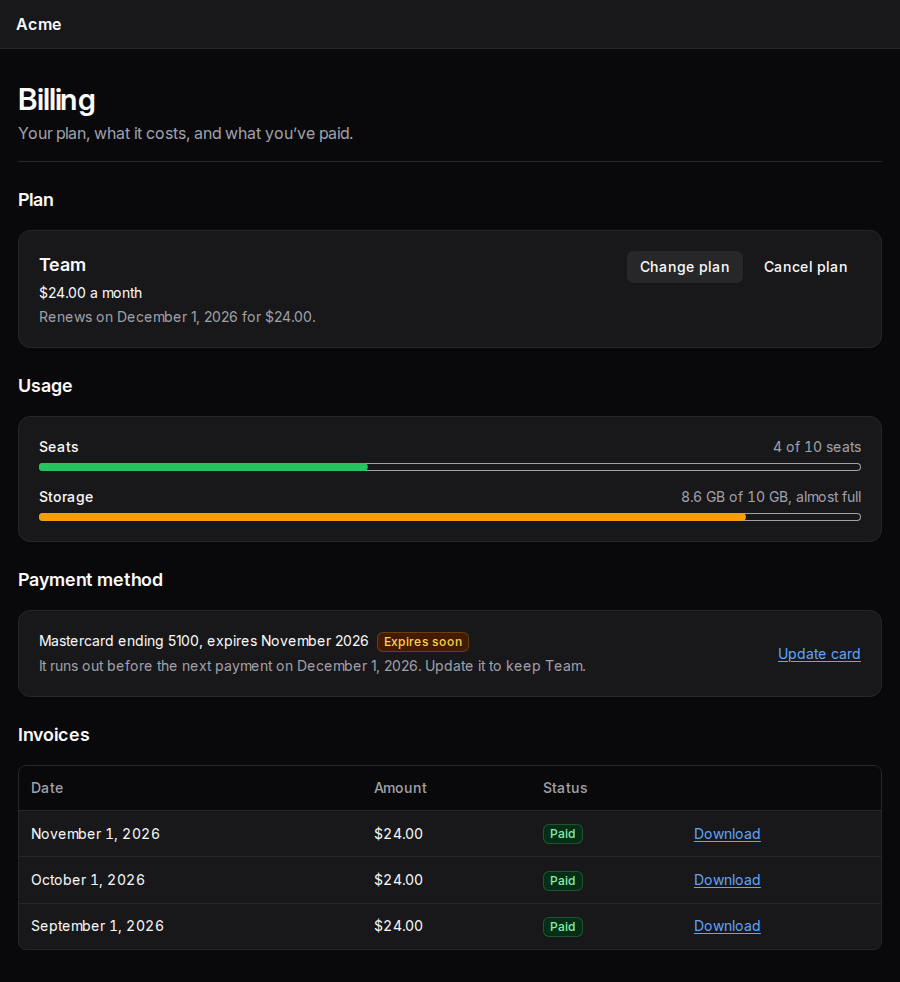 Acme
Billing
Your plan, what it costs, and what you've paid.
Plan
Team
Change plan
Cancel plan
$24.00 a month
Renews on December 1, 2026 for $24.00.
Usage
Seats
4 of 10 seats
Storage
8.6 GB of 10 GB, almost full
Payment method
Mastercard ending 5100, expires November 2026 Expires soon
It runs out before the next payment on December 1, 2026. Update it to keep Team.
Update card
Invoices
Date Amount Status
November 1, 2026 $24.00 Paid Download
October 1, 2026 $24.00 Paid Download
September 1, 2026 $24.00 Paid Download